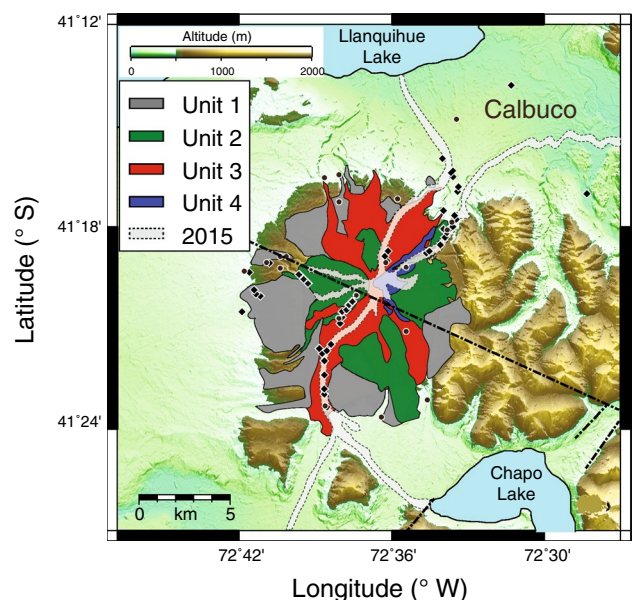 41°12'
Altitude (m)
0
1000
2000
Llanquihue
Lake
Calbuco
Unit 1
Unit 2
Unit 3
Unit 4
2015
41°18'
Latitude (° S)
41°24'
Chapo
Lake
0
km
5
72°42'
72°36'
72°30'
Longitude (° W)